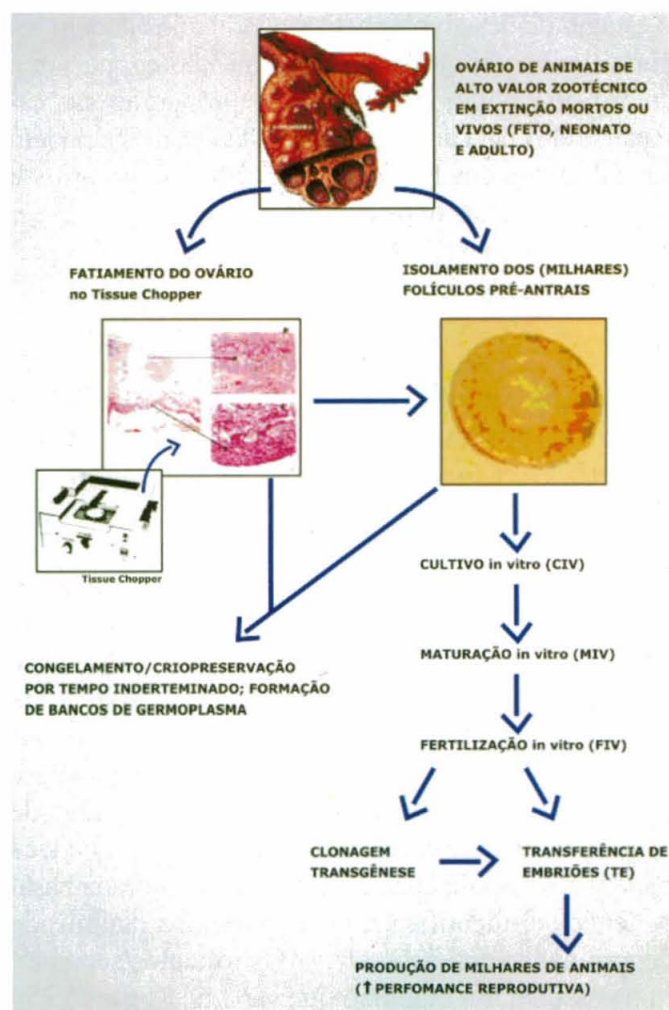 OVÁRIO DE ANIMAIS DE
ALTO VALOR ZOOTÉCNICO
EM EXTINÇÃO MORTOS OU
VIVOS (FETO, NEONATO
E ADULTO)
FATIAMENTO DO OVÁRIO
no Tissue Chopper
ISOLAMENTO DOS (MILHARES)
FOLÍCULOS PRÉ-ANTRAIS
Tissue Chopper
CULTIVO in vitro (CIV)
MATURAÇÃO in vitro (MIV)
CONGELAMENTO/CRIOPRESERVAÇÃO
POR TEMPO INDERTEMINADO; FORMAÇÃO
DE BANCOS DE GERMOPLASMA
FERTILIZAÇÃO in vitro (FIV)
CLONAGEM
TRANSGÊNESE
TRANSFERÊNCIA DE
EMBRIÕES (TE)
PRODUÇÃO DE MILHARES DE ANIMAIS
(↑ PERFOMANCE REPRODUTIVA)